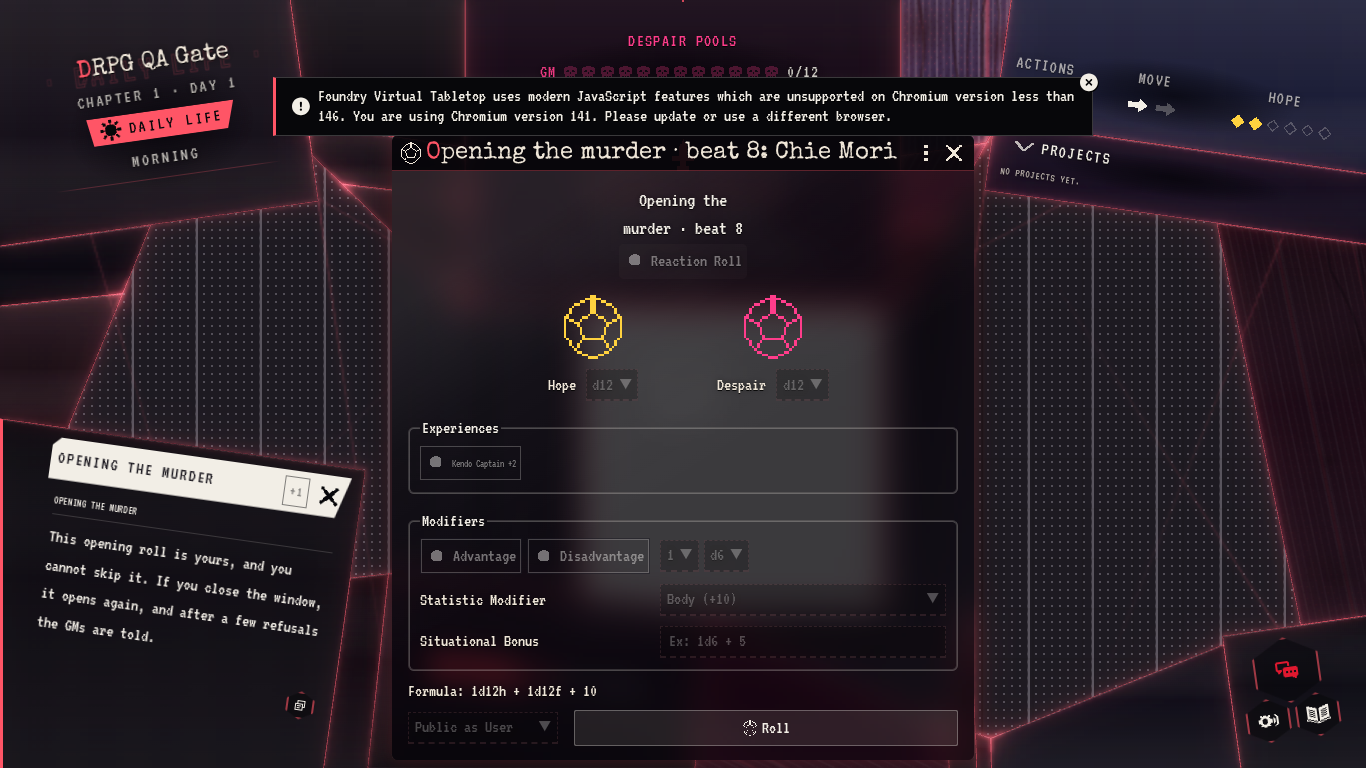 DRPG QA Gate
CHAPTER 1 · DAY 1
DAILY LIFE
MORNING
DESPAIR POOLS
GM 0/12
Foundry Virtual Tabletop uses modern JavaScript features which are unsupported on Chromium version less than
146. You are using Chromium version 141. Please update or use a different browser.
ACTIONS
MOVE
HOPE
PROJECTS
NO PROJECTS YET.
Opening the murder · beat 8: Chie Mori
Opening the
murder · beat 8
Reaction Roll
Hope d12
Despair d12
Experiences
Kendo Captain +2
Modifiers
Advantage
Disadvantage
1
d6
Statistic Modifier
Body (+10)
Situational Bonus
Ex: 1d6 + 5
Formula: 1d12h + 1d12f + 10
Public as User
Roll
OPENING THE MURDER
+1
OPENING THE MURDER
This opening roll is yours, and you
cannot skip it. If you close the window,
it opens again, and after a few refusals
the GMs are told.